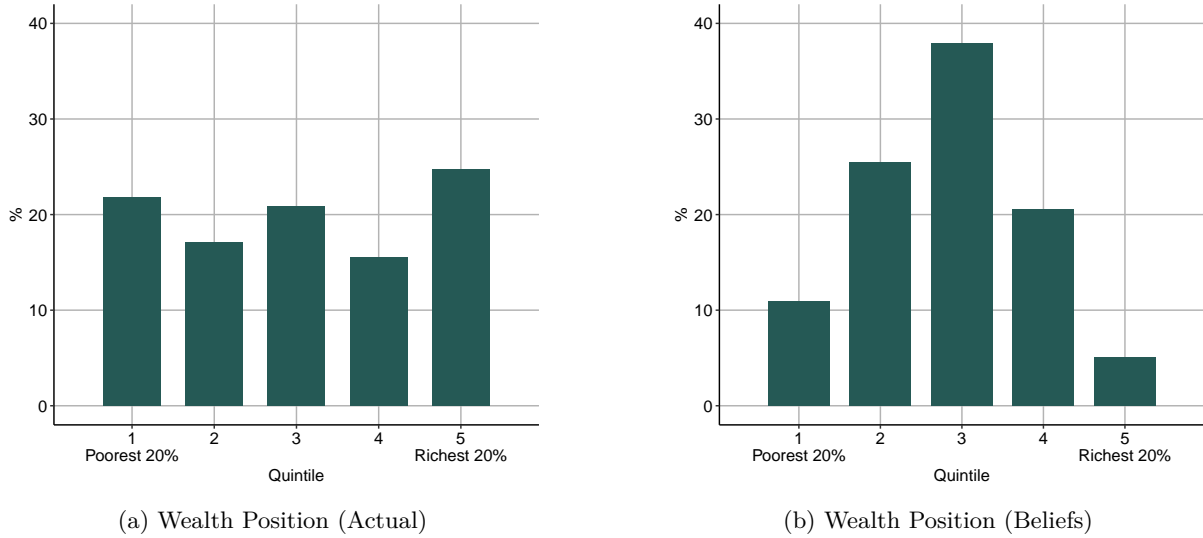 40
30
20
10
0
%
1 2 3 4 5
Poorest 20% Richest 20%
Quintile
(a) Wealth Position (Actual)
40
30
20
10
0
%
1 2 3 4 5
Poorest 20% Richest 20%
Quintile
(b) Wealth Position (Beliefs)